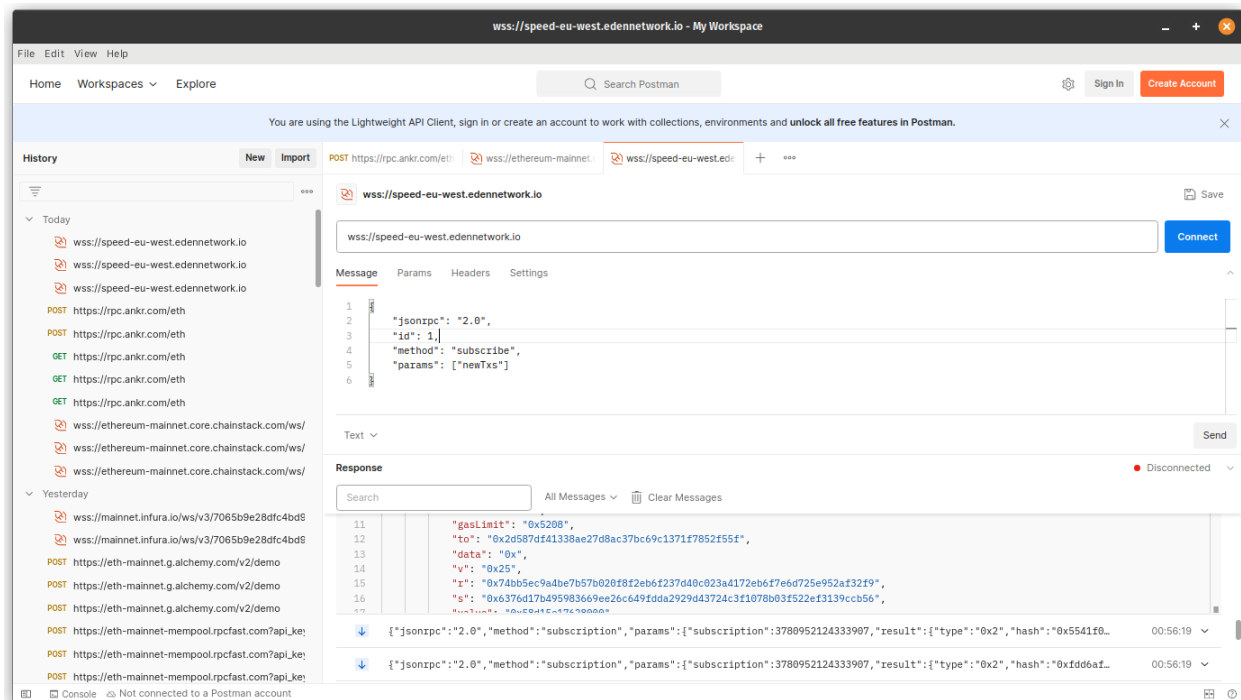 wss://speed-eu-west.edennetwork.io - My Workspace
File Edit View Help
Home Workspaces Explore Search Postman Sign In Create Account
You are using the Lightweight API Client, sign in or create an account to work with collections, environments and unlock all free features in Postman.
History New Import
POST https://rpc.ankr.com/eth wss://ethereum-mainnet. wss://speed-eu-west.ede
wss://speed-eu-west.edennetwork.io Save
wss://speed-eu-west.edennetwork.io Connect
Message Params Headers Settings
Today
wss://speed-eu-west.edennetwork.io
wss://speed-eu-west.edennetwork.io
wss://speed-eu-west.edennetwork.io
POST https://rpc.ankr.com/eth
POST https://rpc.ankr.com/eth
GET https://rpc.ankr.com/eth
GET https://rpc.ankr.com/eth
GET https://rpc.ankr.com/eth
wss://ethereum-mainnet.core.chainstack.com/ws/
wss://ethereum-mainnet.core.chainstack.com/ws/
wss://ethereum-mainnet.core.chainstack.com/ws/
Yesterday
wss://mainnet.infura.io/ws/v3/7065b9e28dfc4bd9
wss://mainnet.infura.io/ws/v3/7065b9e28dfc4bd9
POST https://eth-mainnet.g.alchemy.com/v2/demo
POST https://eth-mainnet.g.alchemy.com/v2/demo
POST https://eth-mainnet.g.alchemy.com/v2/demo
POST https://eth-mainnet-mempool.rpcfast.com?api_key
POST https://eth-mainnet-mempool.rpcfast.com?api_key
POST https://eth-mainnet-mempool.rpcfast.com?api_key
1 {
2 "jsonrpc": "2.0",
3 "id": 1,
4 "method": "subscribe",
5 "params": ["newTxs"]
6 }
Text Send
Response Disconnected
Search All Messages Clear Messages
11 "gasLimit": "0x5208",
12 "to": "0x2d587df41338ae27d8ac37bc69c1371f7852f55f",
13 "data": "0x",
14 "v": "0x25",
15 "r": "0x74bb5ec9a4be7b57b020f8f2eb6f237d40c023a4172eb6f7e6d725e952af32f9",
16 "s": "0x6376d17b495983669ee26c649fdda2929d43724c3f1078b03f522ef3139ccb56",
17
{"jsonrpc":"2.0","method":"subscription","params":{"subscription":3780952124333907,"result":{"type":"0x2","hash":"0x5541f0… 00:56:19
{"jsonrpc":"2.0","method":"subscription","params":{"subscription":3780952124333907,"result":{"type":"0x2","hash":"0xfdd6af… 00:56:19
Console Not connected to a Postman account